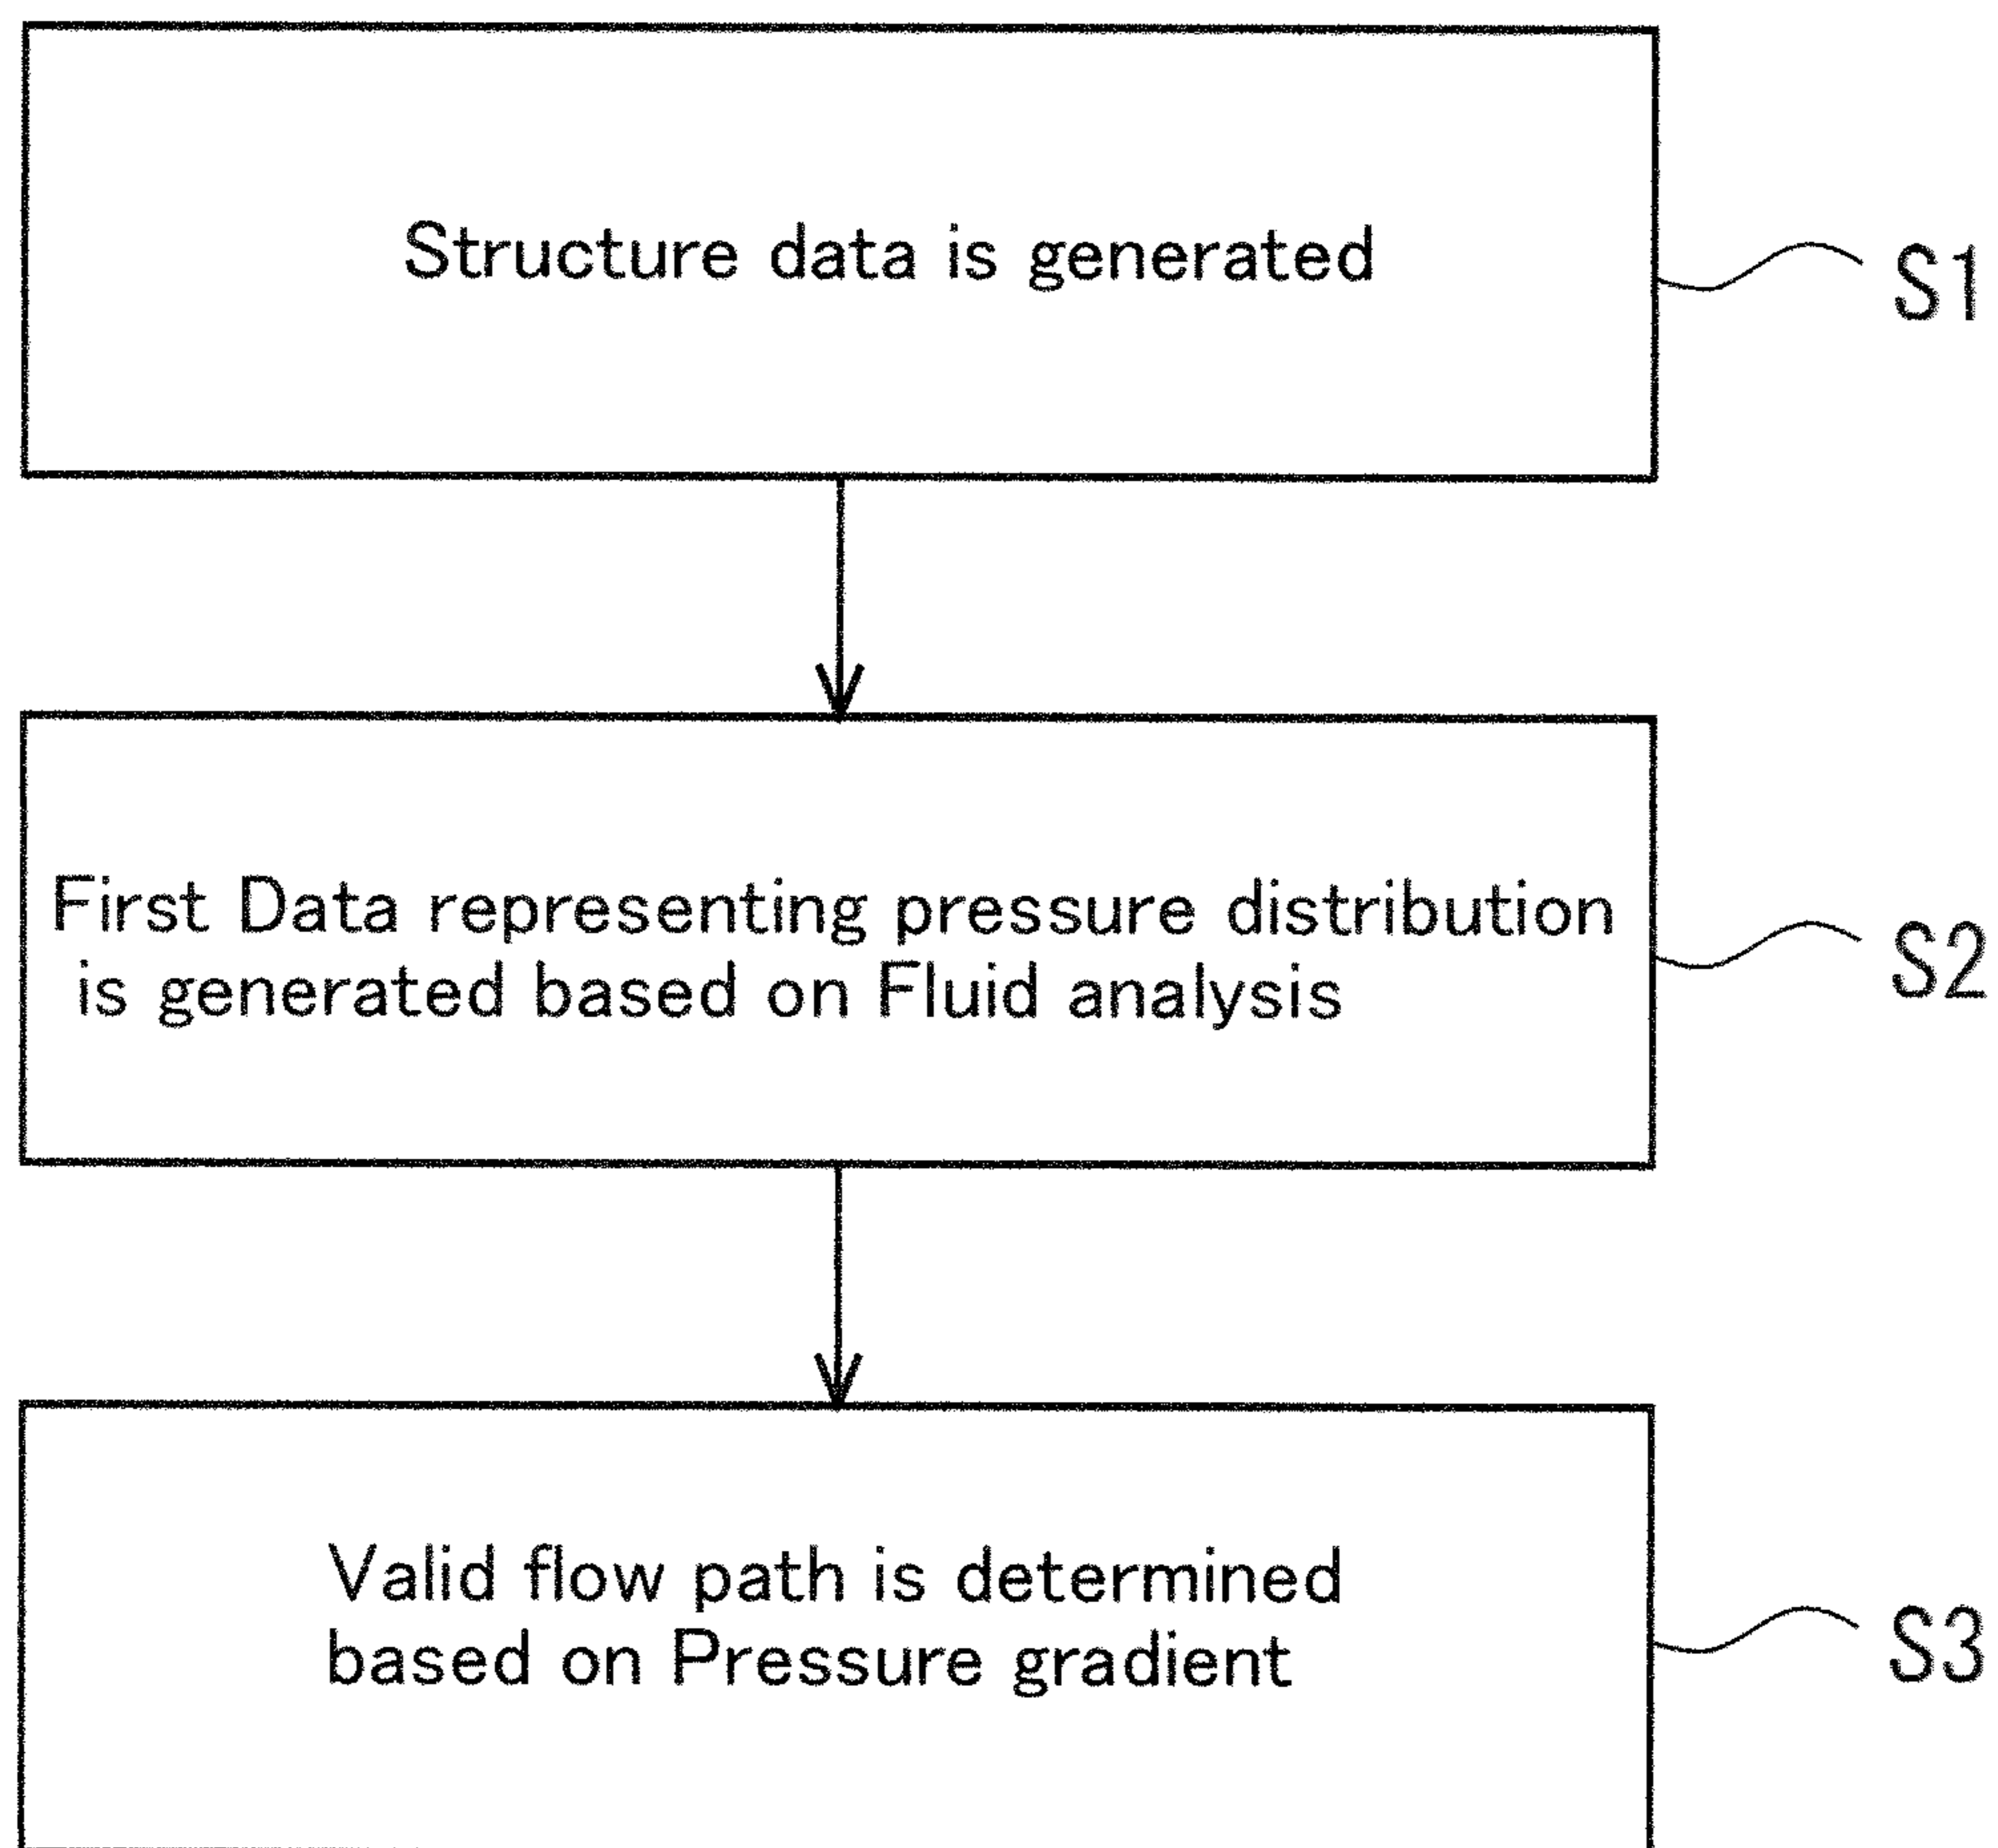 Structure data is generated
S1
First Data representing pressure distribution
is generated based on Fluid analysis
S2
Valid flow path is determined
based on Pressure gradient
S3